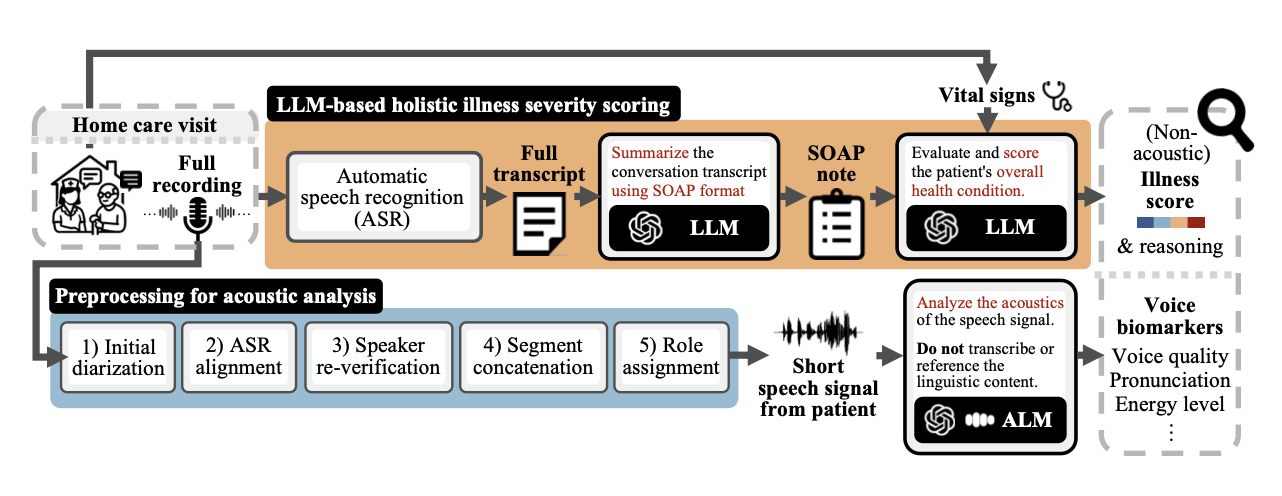 LLM-based holistic illness severity scoring
Vital signs
Home care visit
Full
recording
Automatic
speech recognition
(ASR)
Full
transcript
Summarize the
conversation transcript
using SOAP format
LLM
SOAP
note
Evaluate and score
the patient's overall
health condition.
LLM
(Non-
acoustic)
Illness
score
& reasoning
Preprocessing for acoustic analysis
1) Initial
diarization
2) ASR
alignment
3) Speaker
re-verification
4) Segment
concatenation
5) Role
assignment
Short
speech signal
from patient
Analyze the acoustics
of the speech signal.
Do not transcribe or
reference the
linguistic content.
ALM
Voice
biomarkers
Voice quality
Pronunciation
Energy level
⋮